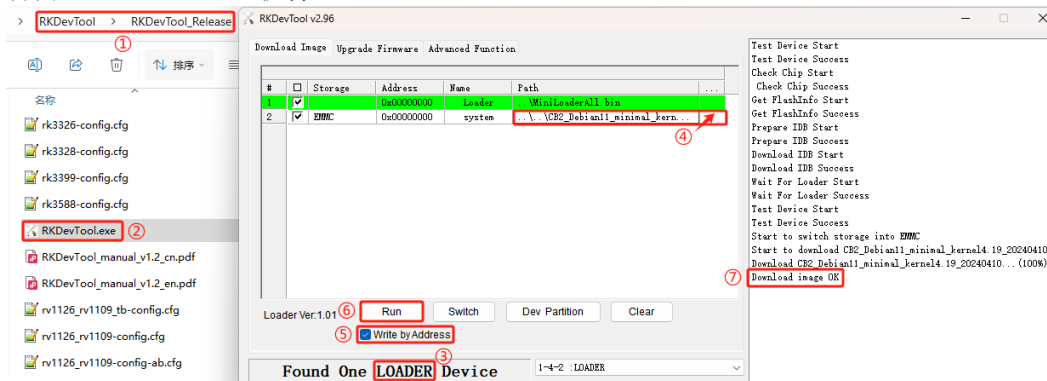 RKDevTool > RKDevTool_Release
①
排序
名称
rk3326-config.cfg
rk3328-config.cfg
rk3399-config.cfg
rk3588-config.cfg
RKDevTool.exe ②
RKDevTool_manual_v1.2_cn.pdf
RKDevTool_manual_v1.2_en.pdf
rv1126_rv1109_tb-config.cfg
rv1126_rv1109-config.cfg
rv1126_rv1109-config-ab.cfg
RKDevTool v2.96
Download Image Upgrade Firmware Advanced Function
# Storage Address Name Path ...
1 0x00000000 Loader ..\MiniLoaderAll.bin
2 EMMC 0x00000000 system ..\..\CB2_Debian11_minimal_kern...
④
Loader Ver:1.01 ⑥ Run Switch Dev Partition Clear
⑤ Write by Address
③
Found One LOADER Device 1-4-2 :LOADER
Test Device Start
Test Device Success
Check Chip Start
Check Chip Success
Get FlashInfo Start
Get FlashInfo Success
Prepare IDB Start
Prepare IDB Success
Download IDB Start
Download IDB Success
Wait For Loader Start
Wait For Loader Success
Test Device Start
Test Device Success
Start to switch storage into EMMC
Start to download CB2_Debian11_minimal_kernel4.19_20240410
Download CB2_Debian11_minimal_kernel4.19_20240410...(100%)
⑦ Download image OK